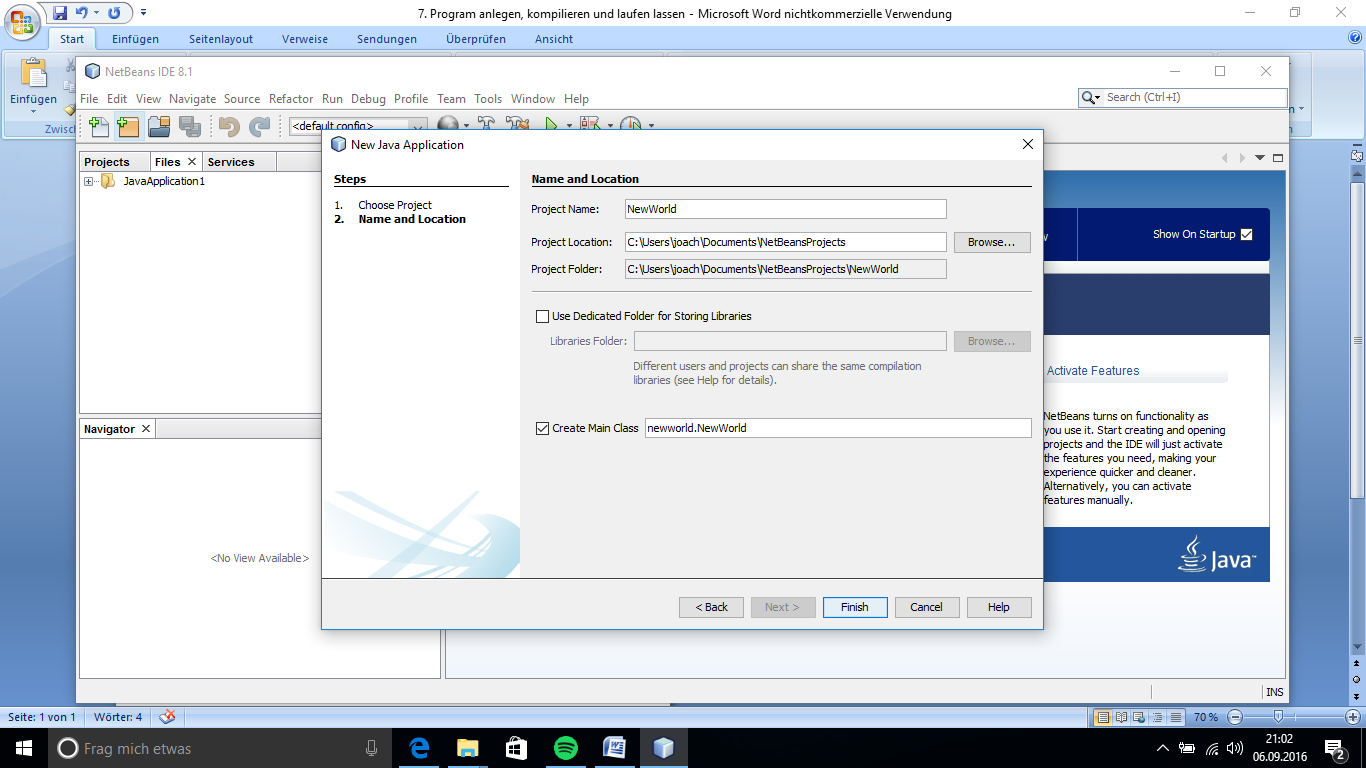 7. Program anlegen, kompilieren und laufen lassen - Microsoft Word nichtkommerzielle Verwendung
Start Einfügen Seitenlayout Verweise Sendungen Überprüfen Ansicht
Einfügen
NetBeans IDE 8.1
File Edit View Navigate Source Refactor Run Debug Profile Team Tools Window Help
Search (Ctrl+I)
<default config>
Projects Files Services
JavaApplication1
New Java Application
Steps
1. Choose Project
2. Name and Location
Name and Location
Project Name: NewWorld
Project Location: C:\Users\joach\Documents\NetBeansProjects Browse...
Project Folder: C:\Users\joach\Documents\NetBeansProjects\NewWorld
Use Dedicated Folder for Storing Libraries
Libraries Folder: Browse...
Different users and projects can share the same compilation
libraries (see Help for details).
Create Main Class newworld.NewWorld
< Back Next > Finish Cancel Help
Show On Startup
Activate Features
NetBeans turns on functionality as
you use it. Start creating and opening
projects and the IDE will just activate
the features you need, making your
experience quicker and cleaner.
Alternatively, you can activate
features manually.
Java™
Navigator
<No View Available>
INS
Seite: 1 von 1 Wörter: 4 70 %
Frag mich etwas
21:02
06.09.2016
2